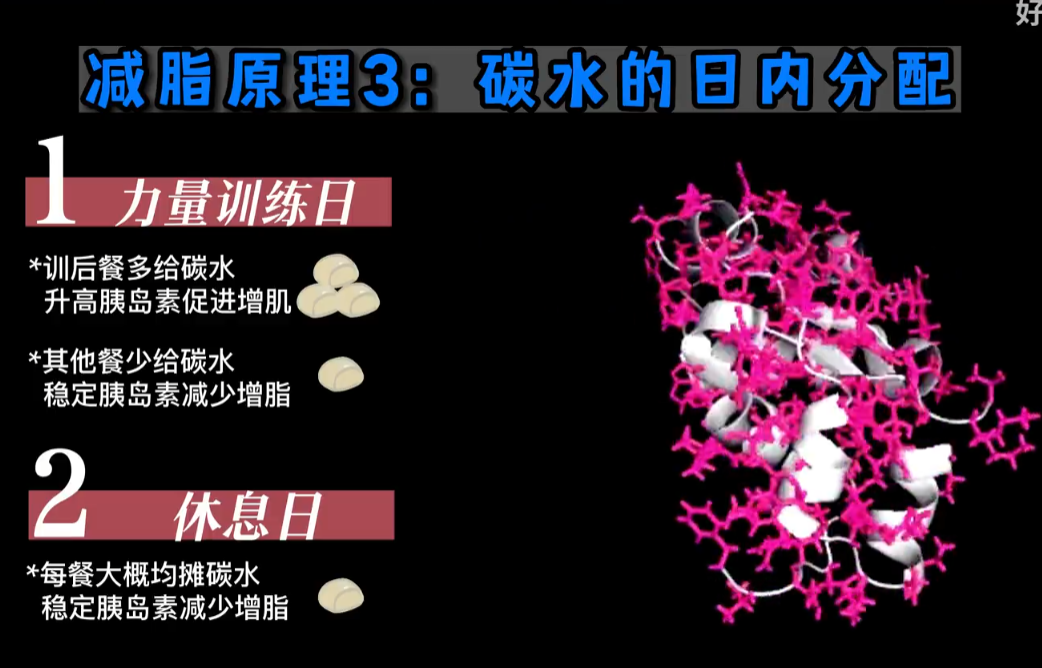 好
减脂原理3：碳水的日内分配
1 力量训练日
*训后餐多给碳水
升高胰岛素促进增肌
*其他餐少给碳水
稳定胰岛素减少增脂
2 休息日
*每餐大概均摊碳水
稳定胰岛素减少增脂